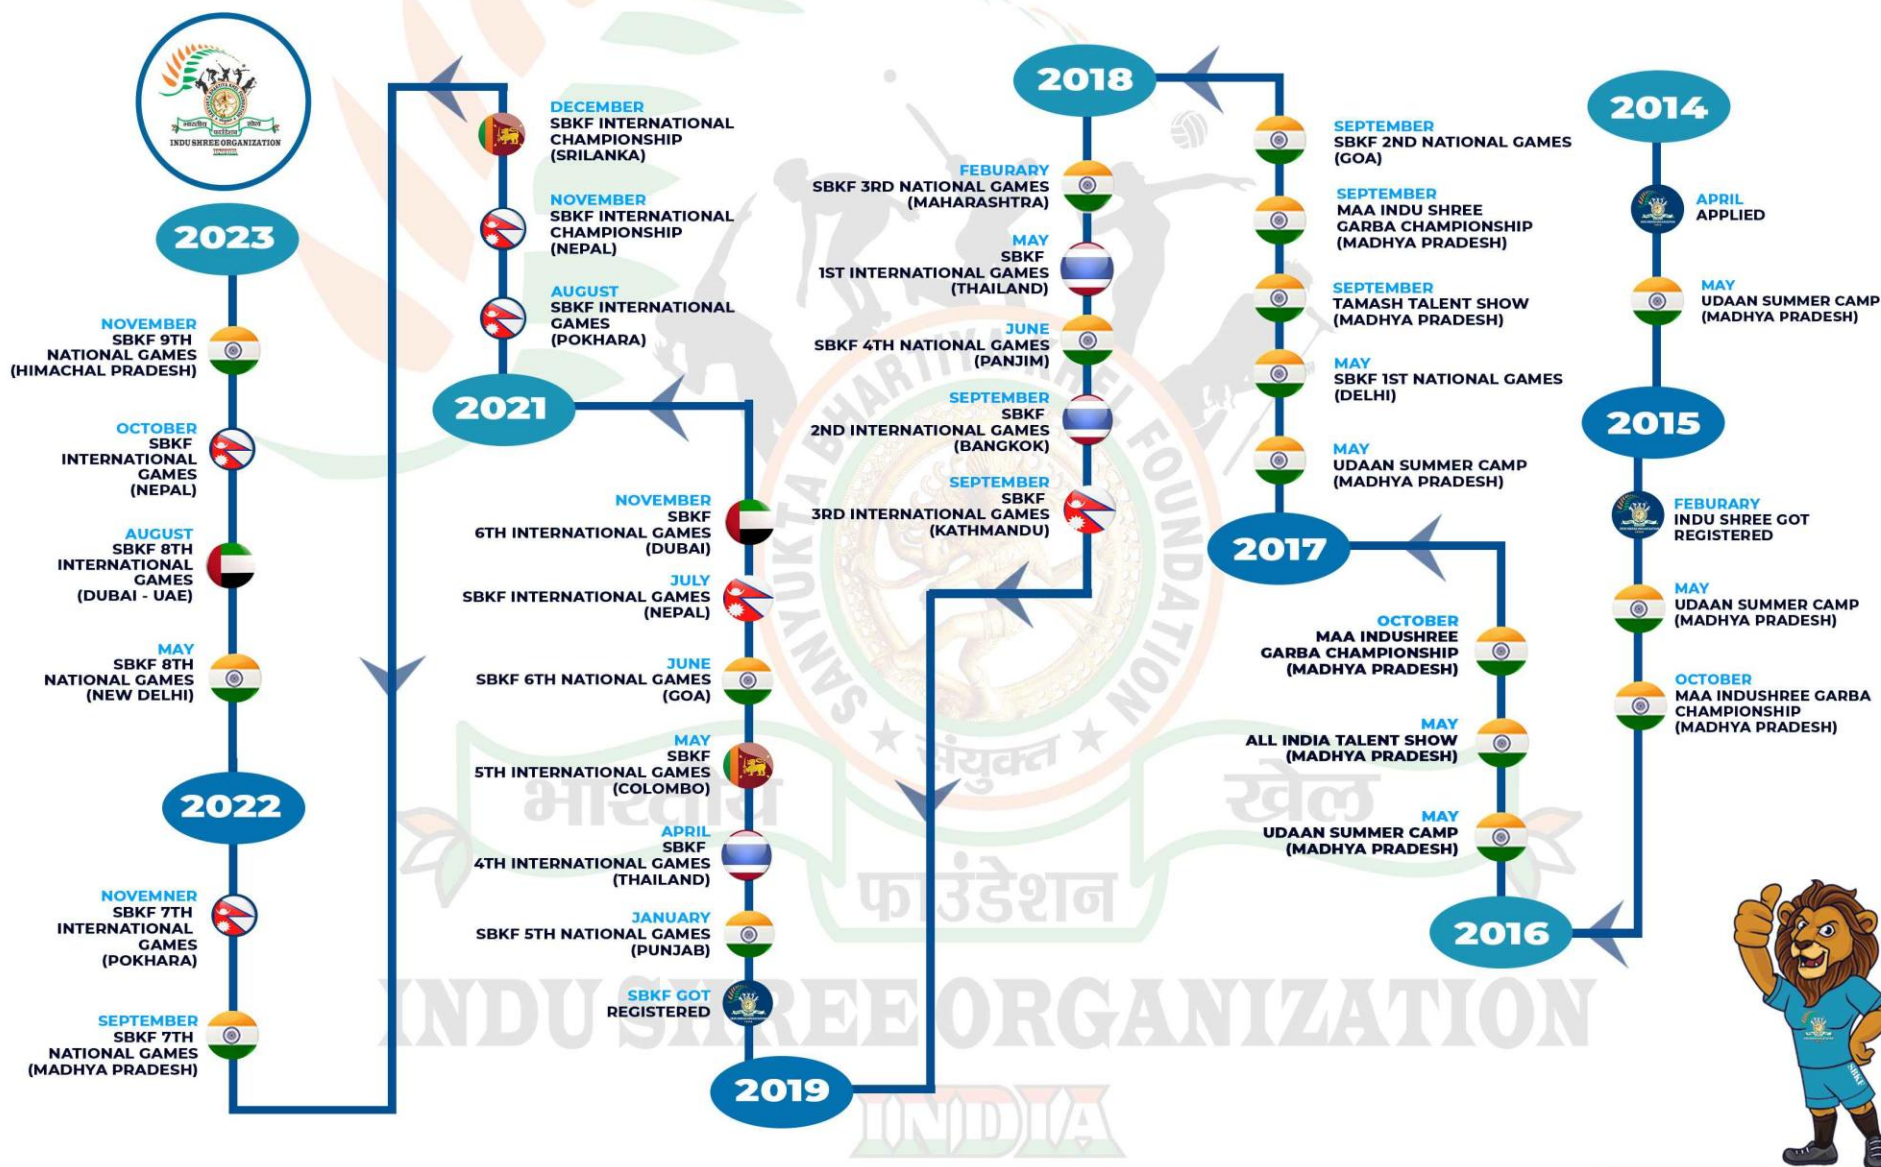 INDU SHREE ORGANIZATION
INDIA
2023
NOVEMBER
SBKF 9TH
NATIONAL GAMES
(HIMACHAL PRADESH)
OCTOBER
SBKF
INTERNATIONAL
GAMES
(NEPAL)
AUGUST
SBKF 8TH
INTERNATIONAL
GAMES
(DUBAI - UAE)
MAY
SBKF 8TH
NATIONAL GAMES
(NEW DELHI)
2022
NOVEMNER
SBKF 7TH
INTERNATIONAL
GAMES
(POKHARA)
SEPTEMBER
SBKF 7TH
NATIONAL GAMES
(MADHYA PRADESH)
DECEMBER
SBKF INTERNATIONAL
CHAMPIONSHIP
(SRILANKA)
NOVEMBER
SBKF INTERNATIONAL
CHAMPIONSHIP
(NEPAL)
AUGUST
SBKF INTERNATIONAL
GAMES
(POKHARA)
2021
NOVEMBER
SBKF
6TH INTERNATIONAL GAMES
(DUBAI)
JULY
SBKF INTERNATIONAL GAMES
(NEPAL)
JUNE
SBKF 6TH NATIONAL GAMES
(GOA)
MAY
SBKF
5TH INTERNATIONAL GAMES
(COLOMBO)
APRIL
SBKF
4TH INTERNATIONAL GAMES
(THAILAND)
JANUARY
SBKF 5TH NATIONAL GAMES
(PUNJAB)
SBKF GOT
REGISTERED
2019
2018
FEBURARY
SBKF 3RD NATIONAL GAMES
(MAHARASHTRA)
MAY
SBKF
1ST INTERNATIONAL GAMES
(THAILAND)
JUNE
SBKF 4TH NATIONAL GAMES
(PANJIM)
SEPTEMBER
SBKF
2ND INTERNATIONAL GAMES
(BANGKOK)
SEPTEMBER
SBKF
3RD INTERNATIONAL GAMES
(KATHMANDU)
SEPTEMBER
SBKF 2ND NATIONAL GAMES
(GOA)
SEPTEMBER
MAA INDU SHREE
GARBA CHAMPIONSHIP
(MADHYA PRADESH)
SEPTEMBER
TAMASH TALENT SHOW
(MADHYA PRADESH)
MAY
SBKF 1ST NATIONAL GAMES
(DELHI)
MAY
UDAAN SUMMER CAMP
(MADHYA PRADESH)
2017
OCTOBER
MAA INDUSHREE
GARBA CHAMPIONSHIP
(MADHYA PRADESH)
MAY
ALL INDIA TALENT SHOW
(MADHYA PRADESH)
MAY
UDAAN SUMMER CAMP
(MADHYA PRADESH)
2016
2014
APRIL
APPLIED
MAY
UDAAN SUMMER CAMP
(MADHYA PRADESH)
2015
FEBURARY
INDU SHREE GOT
REGISTERED
MAY
UDAAN SUMMER CAMP
(MADHYA PRADESH)
OCTOBER
MAA INDUSHREE GARBA
CHAMPIONSHIP
(MADHYA PRADESH)
SANYUKTA BHARTIYA KHEL FOUNDATION
संयुक्त
भारतीय
खेल
फाउंडेशन
INDU SHREE ORGANIZATION
INDIA
SBKF